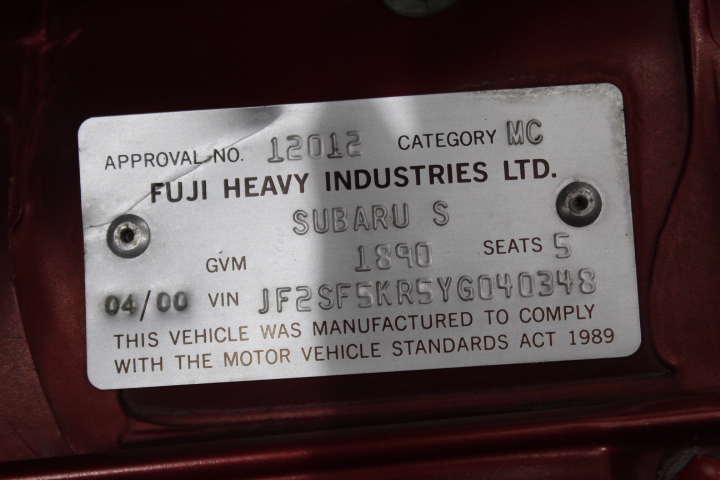 APPROVAL NO. 12012 CATEGORY MC
FUJI HEAVY INDUSTRIES LTD.
SUBARU S
GVM 1890 SEATS 5
04/00 VIN JF2SF5KR5YG040348
THIS VEHICLE WAS MANUFACTURED TO COMPLY
WITH THE MOTOR VEHICLE STANDARDS ACT 1989